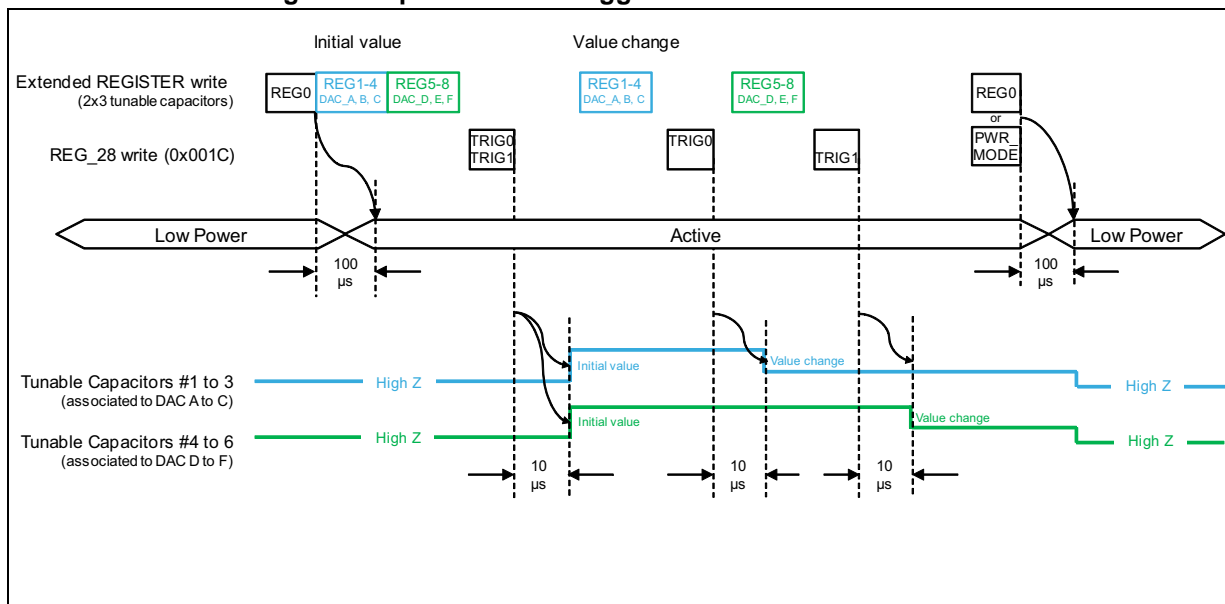 Initial value
Value change
Extended REGISTER write
(2x3 tunable capacitors)
REG0
REG1-4
DAC_A, B, C
REG5-8
DAC_D, E, F
REG1-4
DAC_A, B, C
REG5-8
DAC_D, E, F
REG0
or
REG_28 write (0x001C)
TRIG0
TRIG1
TRIG0
TRIG1
PWR_
MODE
Low Power
Active
Low Power
100
µs
100
µs
Initial value
Value change
Tunable Capacitors #1 to 3
(associated to DAC A to C)
High Z
High Z
Initial value
Value change
Tunable Capacitors #4 to 6
(associated to DAC D to F)
High Z
High Z
10
µs
10
µs
10
µs